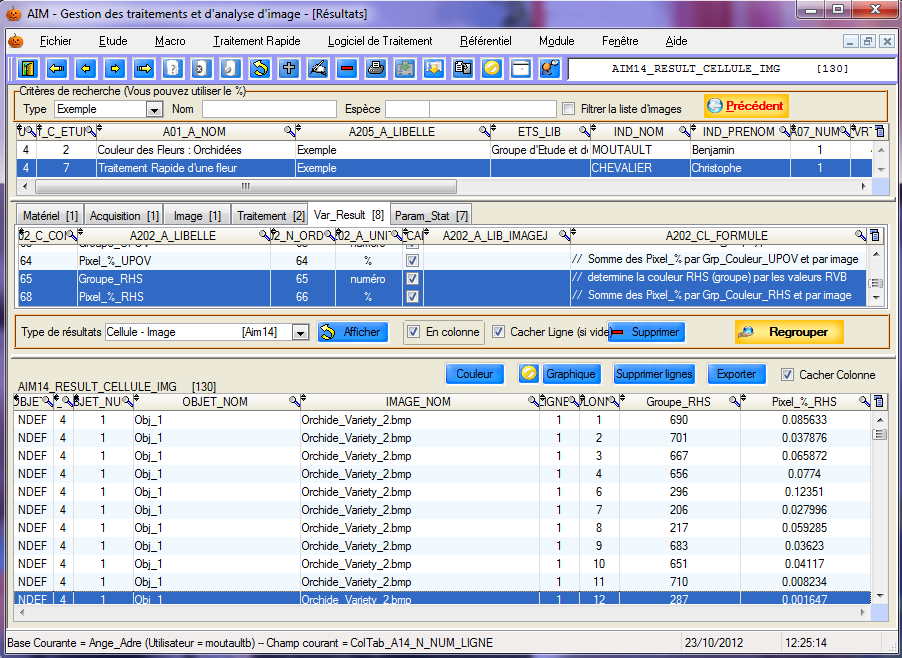 AIM - Gestion des traitements et d'analyse d'image - [Résultats]
Fichier Etude Macro Traitement Rapide Logiciel de Traitement Référentiel Module Fenêtre Aide
AIM14_RESULT_CELLULE_IMG [130]
Critères de recherche (Vous pouvez utiliser le %)
Type Exemple Nom Espèce Filtrer la liste d'images Précédent
C_ETUI A01_A_NOM A205_A_LIBELLE ETS_LIB IND_NOM IND_PRENOM A07_NUM VRT
4 2 Couleur des Fleurs : Orchidées Exemple Groupe d'Etude et d MOUTAULT Benjamin 1
4 7 Traitement Rapide d'une fleur Exemple CHEVALIER Christophe 1
Matériel [1] Acquisition [1] Image [1] Traitement [2] Var_Result [8] Param_Stat [7]
02_C_CO A202_A_LIBELLE 02_N_ORD 02_A_UNI CAI A202_A_LIB_IMAGEJ A202_CL_FORMULE
64 Pixel_%_UPOV 64 % // Somme des Pixel_% par Grp_Couleur_UPOV et par image
65 Groupe_RHS 65 numéro // determine la couleur RHS (groupe) par les valeurs RVB
68 Pixel_%_RHS 66 % // Somme des Pixel_% par Grp_Couleur_RHS et par image
Type de résultats Cellule - Image [Aim14] Afficher En colonne Cacher Ligne (si vide Supprimer Regrouper
Couleur Graphique Supprimer lignes Exporter Cacher Colonne
AIM14_RESULT_CELLULE_IMG [130]
BJE BJET_NU OBJET_NOM IMAGE_NOM IGNE LONN Groupe_RHS Pixel_%_RHS
NDEF 4 1 Obj_1 Orchide_Variety_2.bmp 1 1 690 0.085633
NDEF 4 1 Obj_1 Orchide_Variety_2.bmp 1 2 701 0.037876
NDEF 4 1 Obj_1 Orchide_Variety_2.bmp 1 3 667 0.065872
NDEF 4 1 Obj_1 Orchide_Variety_2.bmp 1 4 656 0.0774
NDEF 4 1 Obj_1 Orchide_Variety_2.bmp 1 6 296 0.12351
NDEF 4 1 Obj_1 Orchide_Variety_2.bmp 1 7 206 0.027996
NDEF 4 1 Obj_1 Orchide_Variety_2.bmp 1 8 217 0.059285
NDEF 4 1 Obj_1 Orchide_Variety_2.bmp 1 9 683 0.03623
NDEF 4 1 Obj_1 Orchide_Variety_2.bmp 1 10 651 0.04117
NDEF 4 1 Obj_1 Orchide_Variety_2.bmp 1 11 710 0.008234
NDEF 4 1 Obj_1 Orchide_Variety_2.bmp 1 12 287 0.001647
Base Courante = Ange_Adre (Utilisateur = moutaultb) -- Champ courant = ColTab_A14_N_NUM_LIGNE 23/10/2012 12:25:14